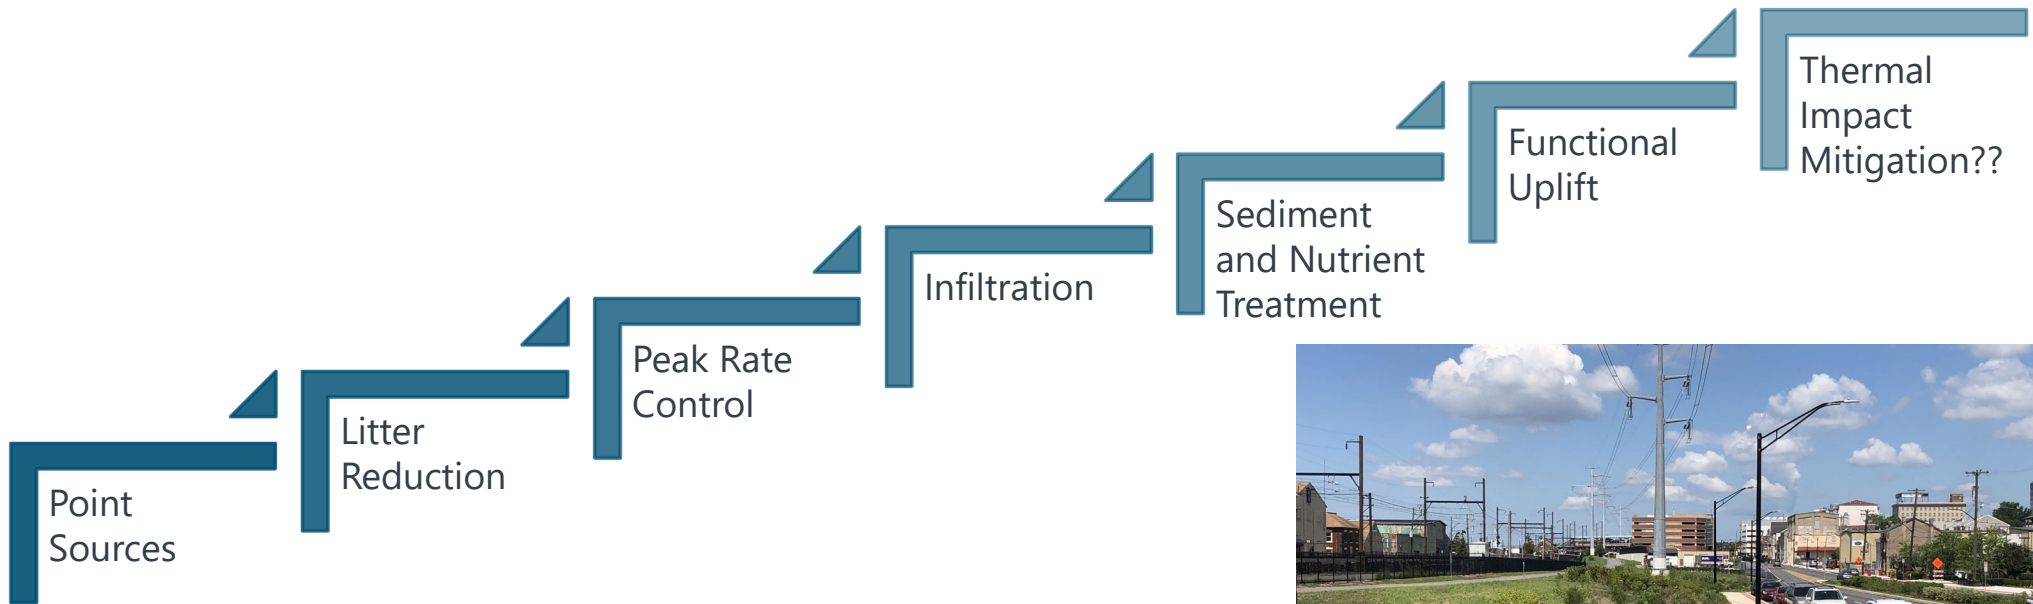 Point
Sources
Litter
Reduction
Peak Rate
Control
Infiltration
Sediment
and Nutrient
Treatment
Functional
Uplift
Thermal
Impact
Mitigation??